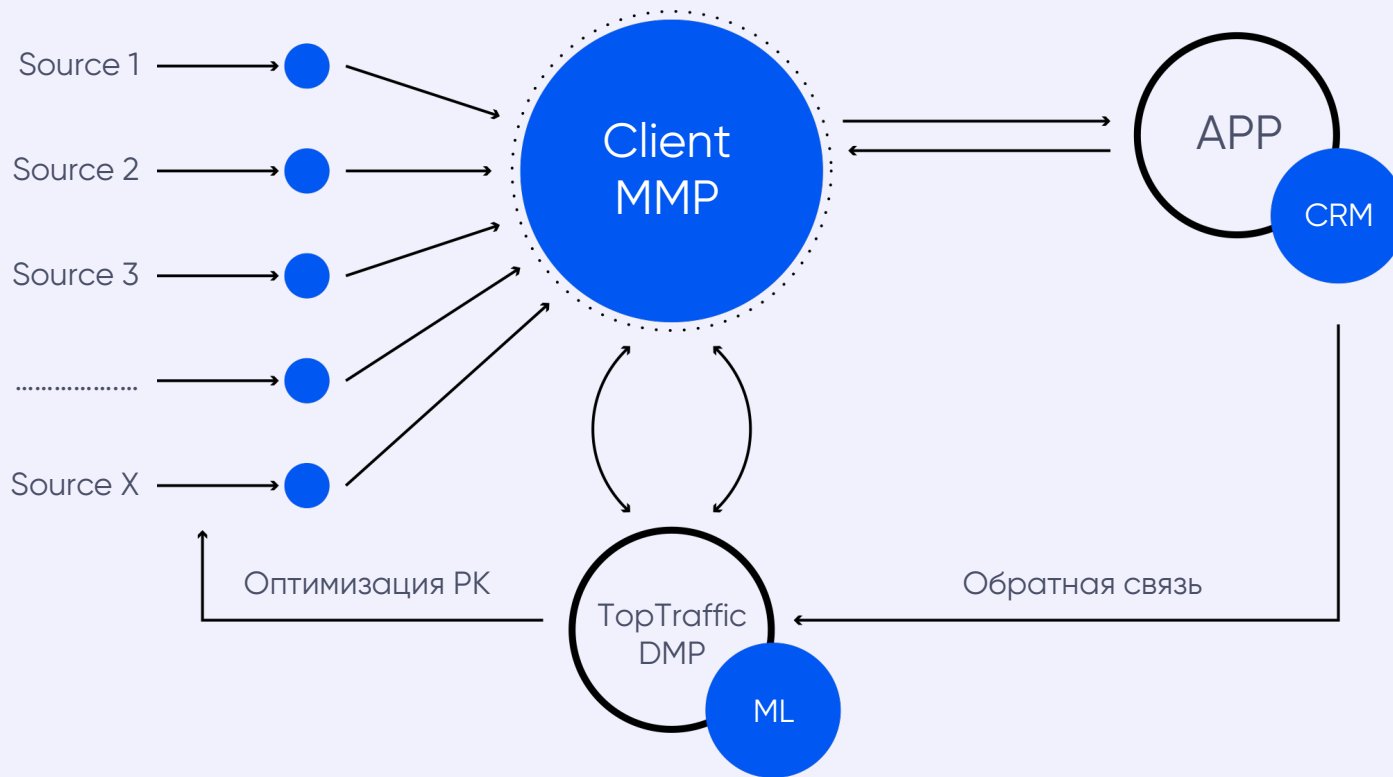 Source 1
Source 2
Source 3
………………
Source X
Client
MMP
APP
CRM
Оптимизация РК
Обратная связь
TopTraffic
DMP
ML